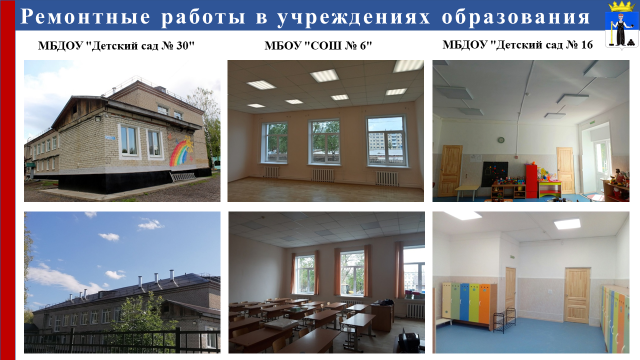 Ремонтные работы в учреждениях образования
МБДОУ "Детский сад № 30"
МБОУ "СОШ № 6"
МБДОУ "Детский сад № 16